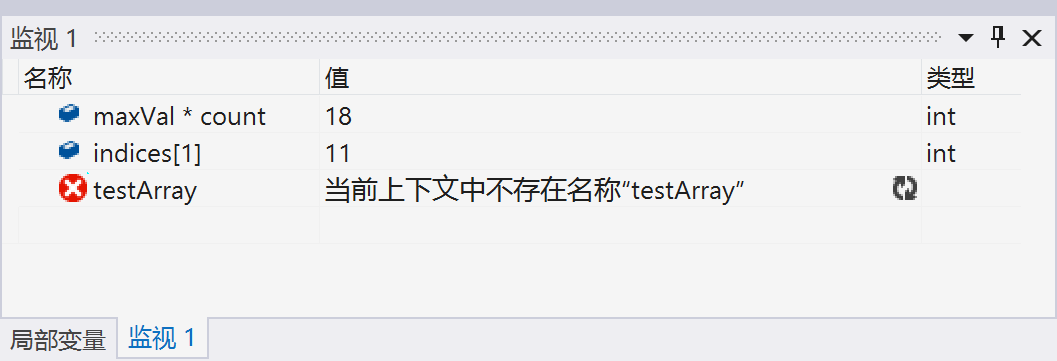 监视 1
名称 值 类型
maxVal * count 18 int
indices[1] 11 int
testArray 当前上下文中不存在名称“testArray”
局部变量 监视 1